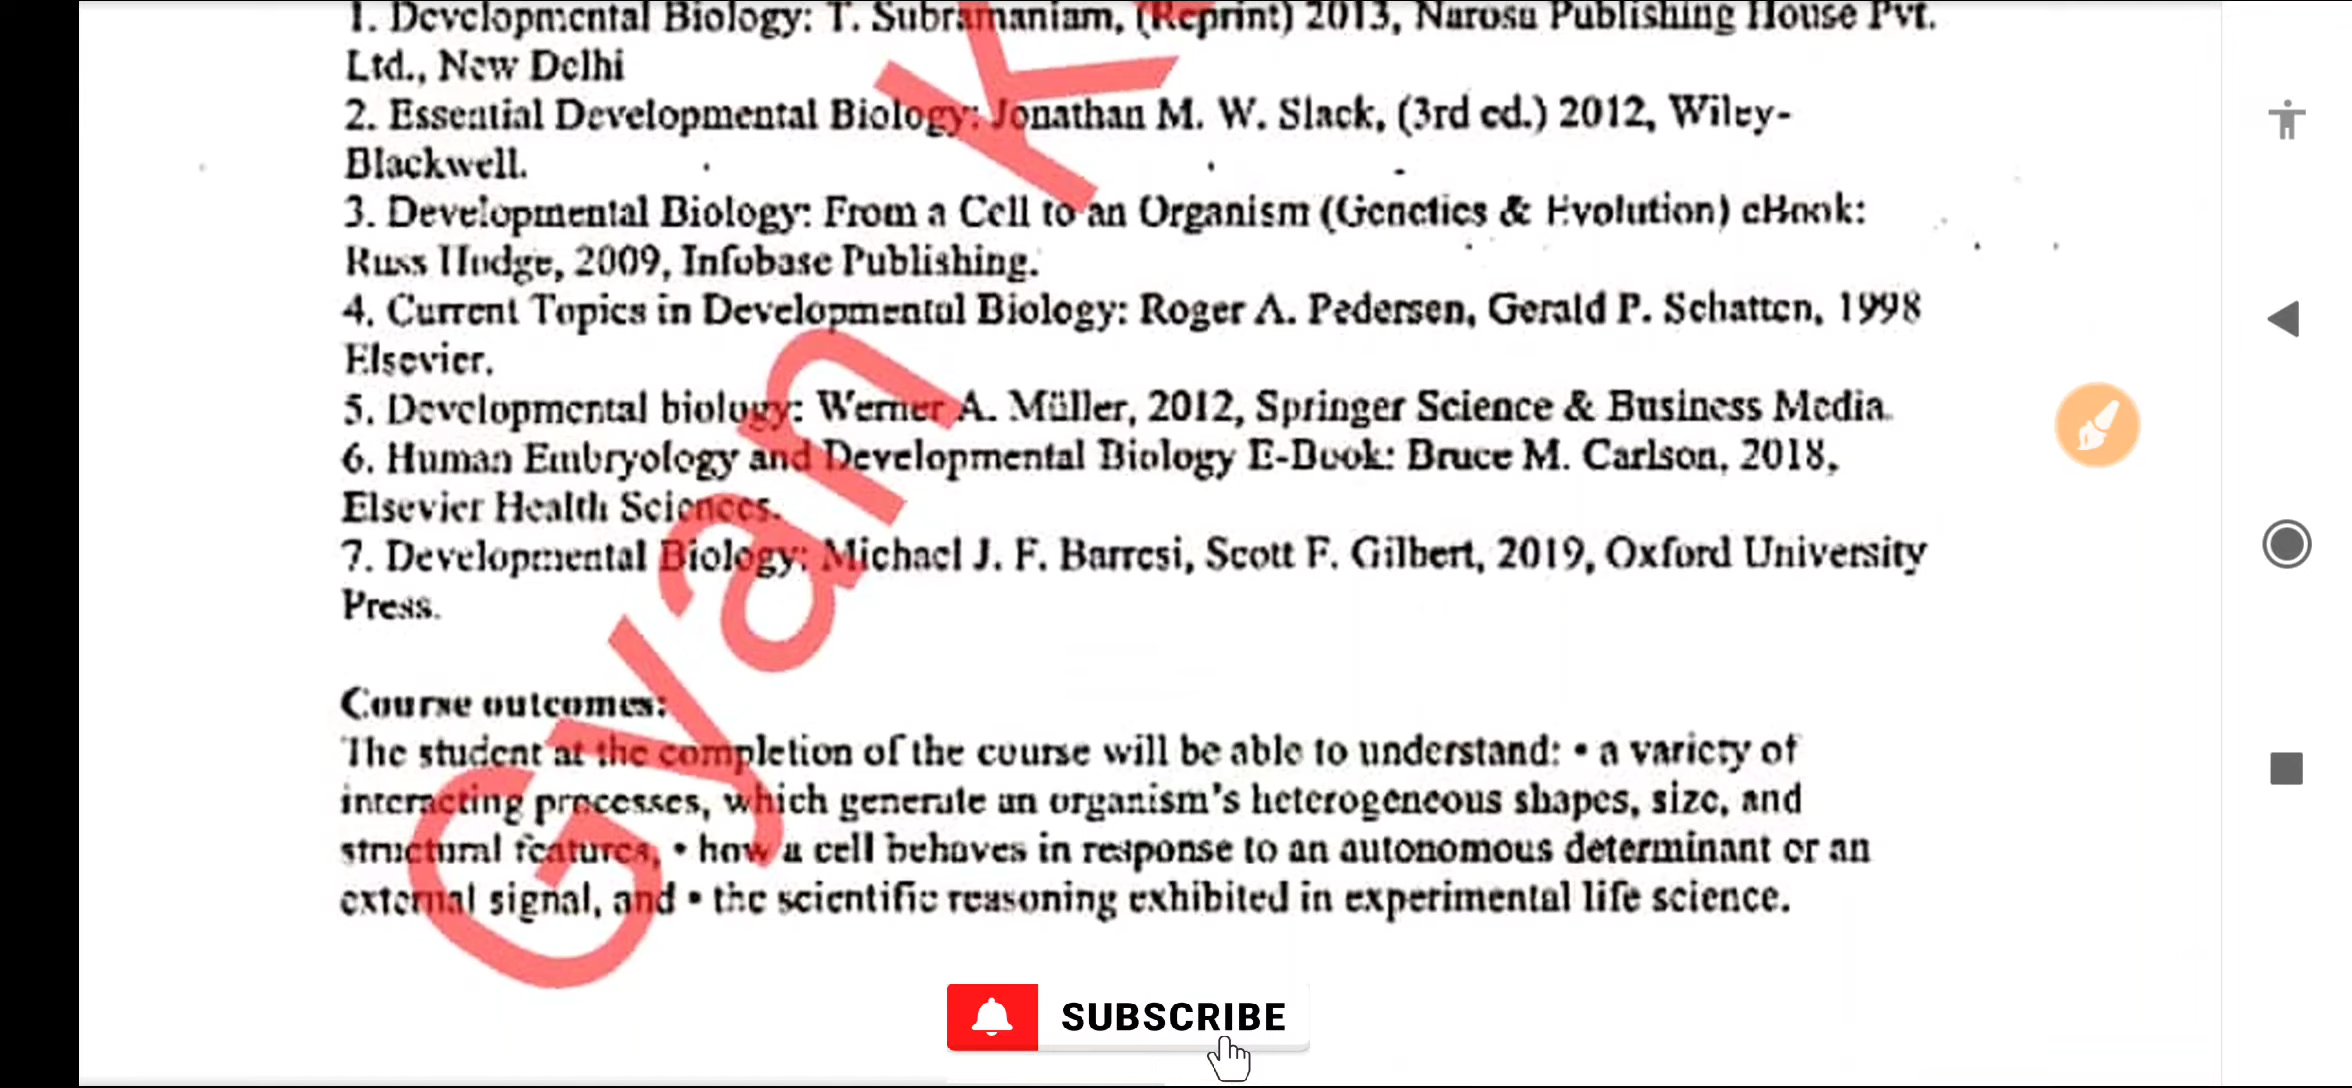 1. Developmental Biology: T. Subramaniam, (Reprint) 2013, Narosa Publishing House Pvt.
Ltd., New Delhi
2. Essential Developmental Biology: Jonathan M. W. Slack, (3rd ed.) 2012, Wiley-
Blackwell.
3. Developmental Biology: From a Cell to an Organism (Genetics & Evolution) eBook:
Russ Hodge, 2009, Infobase Publishing.
4. Current Topics in Developmental Biology: Roger A. Pedersen, Gerald P. Schatten, 1998
Elsevier.
5. Developmental biology: Werner A. Müller, 2012, Springer Science & Business Media.
6. Human Embryology and Developmental Biology E-Book: Bruce M. Carlson, 2018,
Elsevier Health Sciences.
7. Developmental Biology: Michael J. F. Barresi, Scott F. Gilbert, 2019, Oxford University
Press.
Course outcomes:
The student at the completion of the course will be able to understand: • a variety of
interacting processes, which generate an organism's heterogeneous shapes, size, and
structural features, • how a cell behaves in response to an autonomous determinant or an
external signal, and • the scientific reasoning exhibited in experimental life science.
Gyan K
SUBSCRIBE